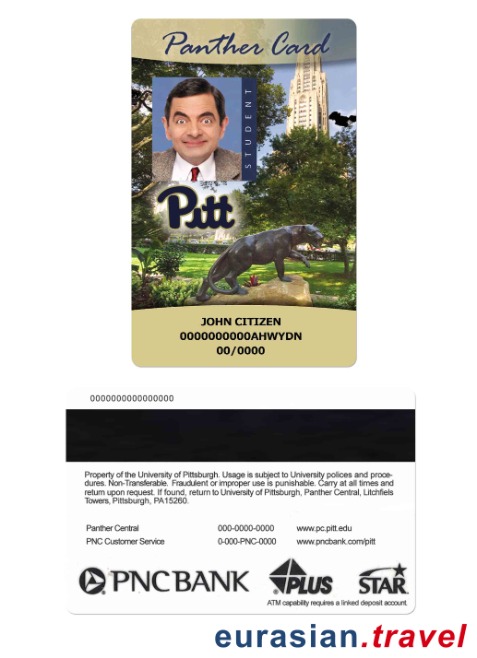 Panther Card
STUDENT
Pitt
JOHN CITIZEN
0000000000AHWYDN
00/0000
0000000000000000
Property of the University of Pittsburgh. Usage is subject to University polices and proce-
dures. Non-Transferable. Fraudulent or improper use is punishable. Carry at all times and
return upon request. If found, return to University of Pittsburgh, Panther Central, Litchfiels
Towers, Pittsburgh, PA15260.
Panther Central 000-0000-0000 www.pc.pitt.edu
PNC Customer Service 0-000-PNC-0000 www.pncbank.com/pitt
PNCBANK PLUS STAR
ATM capability requires a linked deposit account.
eurasian.travel